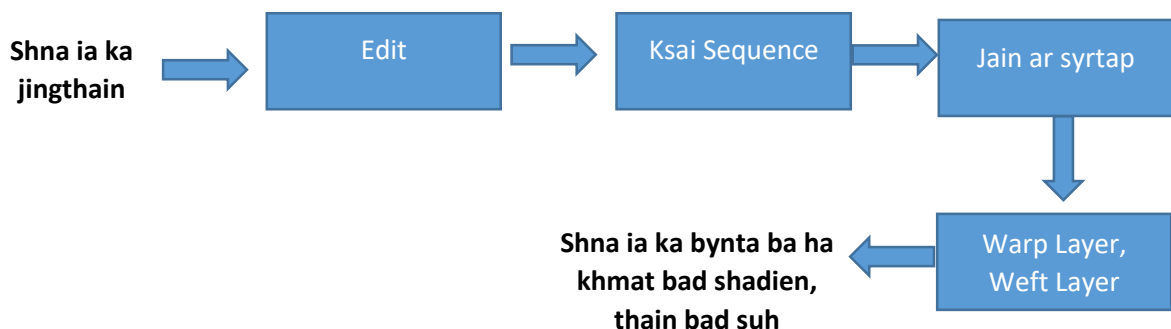 Shna ia ka
jingthain
Edit
Ksai Sequence
Jain ar syrtap
Warp Layer,
Weft Layer
Shna ia ka bynta ba ha
khmat bad shadien,
thain bad suh